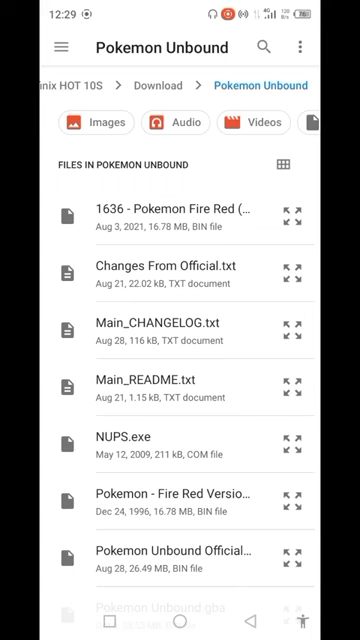 12:29
4G
130
B/s
76
Pokemon Unbound
inix HOT 10S > Download > Pokemon Unbound
Images Audio Videos
FILES IN POKEMON UNBOUND
1636 - Pokemon Fire Red (...
Aug 3, 2021, 16.78 MB, BIN file
Changes From Official.txt
Aug 21, 22.02 kB, TXT document
Main_CHANGELOG.txt
Aug 28, 116 kB, TXT document
Main_README.txt
Aug 21, 1.15 kB, TXT document
NUPS.exe
May 12, 2009, 211 kB, COM file
Pokemon - Fire Red Versio...
Dec 24, 1996, 16.78 MB, BIN file
Pokemon Unbound Official...
Aug 28, 26.49 MB, BIN file
Pokemon Unbound.gba